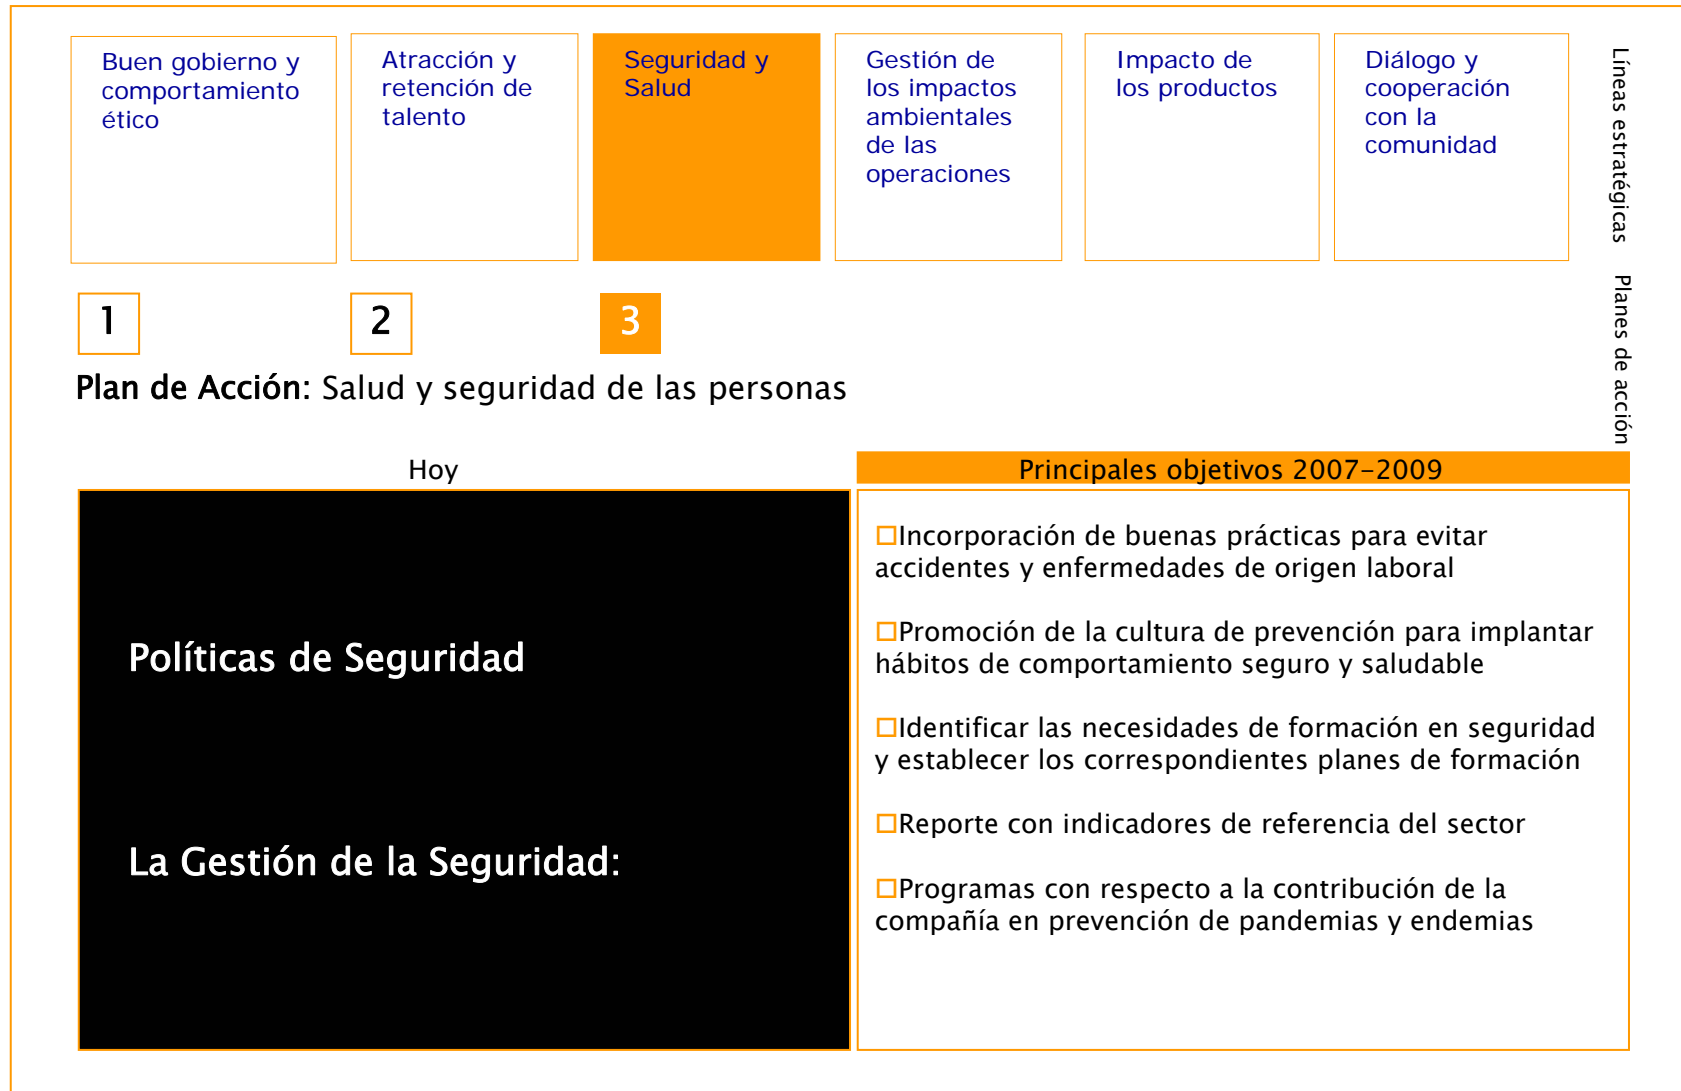 Buen gobierno y
comportamiento
ético
Atracción y
retención de
talento
Seguridad y
Salud
Gestión de
los impactos
ambientales
de las
operaciones
Impacto de
los productos
Diálogo y
cooperación
con la
comunidad
Líneas estratégicas
1
2
3
Planes de acción
Plan de Acción: Salud y seguridad de las personas
Hoy
Políticas de Seguridad
La Gestión de la Seguridad:
Principales objetivos 2007-2009
Incorporación de buenas prácticas para evitar
accidentes y enfermedades de origen laboral
Promoción de la cultura de prevención para implantar
hábitos de comportamiento seguro y saludable
Identificar las necesidades de formación en seguridad
y establecer los correspondientes planes de formación
Reporte con indicadores de referencia del sector
Programas con respecto a la contribución de la
compañía en prevención de pandemias y endemias